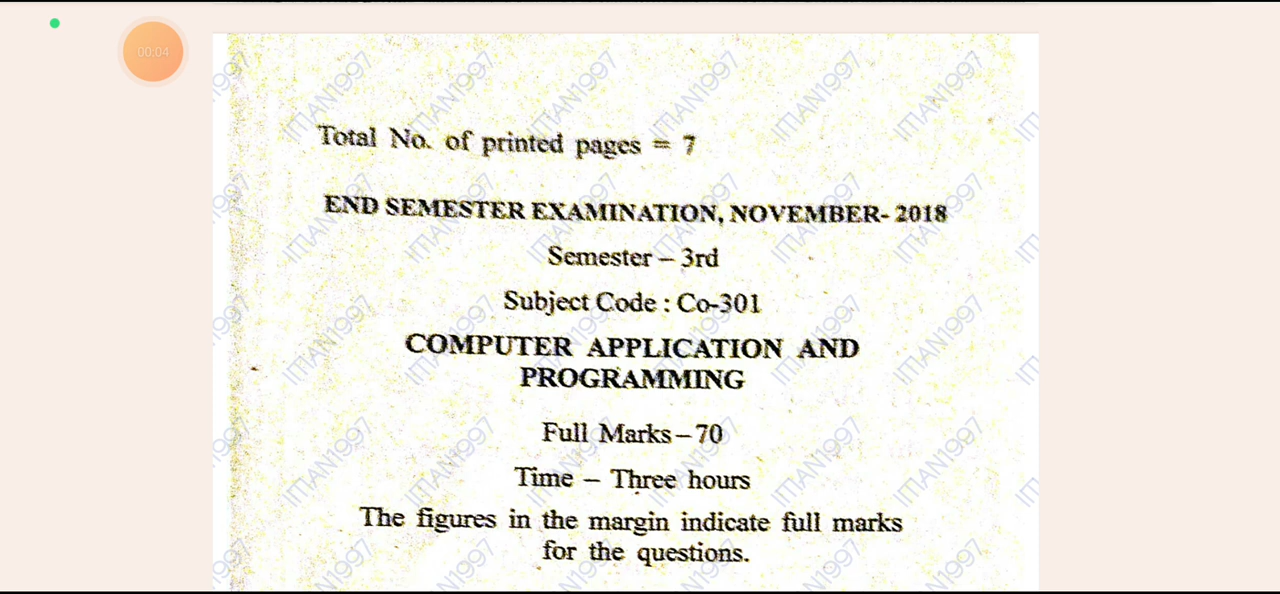 00:04
Total No. of printed pages = 7
END SEMESTER EXAMINATION, NOVEMBER- 2018
Semester – 3rd
Subject Code : Co-301
COMPUTER APPLICATION AND
PROGRAMMING
Full Marks – 70
Time – Three hours
The figures in the margin indicate full marks
for the questions.
ITMAN1997